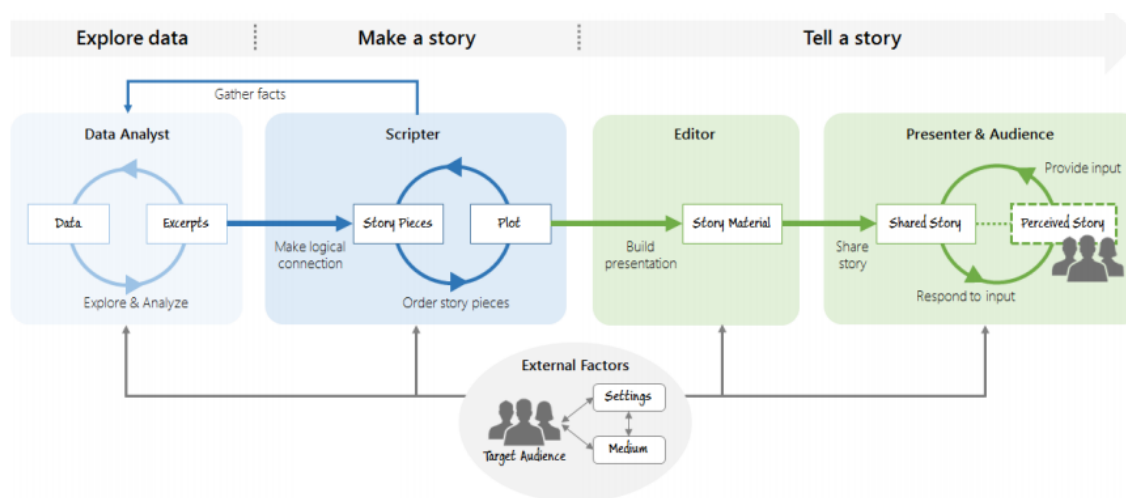 Explore data
Make a story
Tell a story
Gather facts
Data Analyst
Scripter
Editor
Presenter & Audience
Provide input
Data
Excerpts
Story Pieces
Plot
Story Material
Shared Story
Perceived Story
Make logical
connection
Build
presentation
Share
story
Explore & Analyze
Order story pieces
Respond to input
External Factors
Settings
Medium
Target Audience